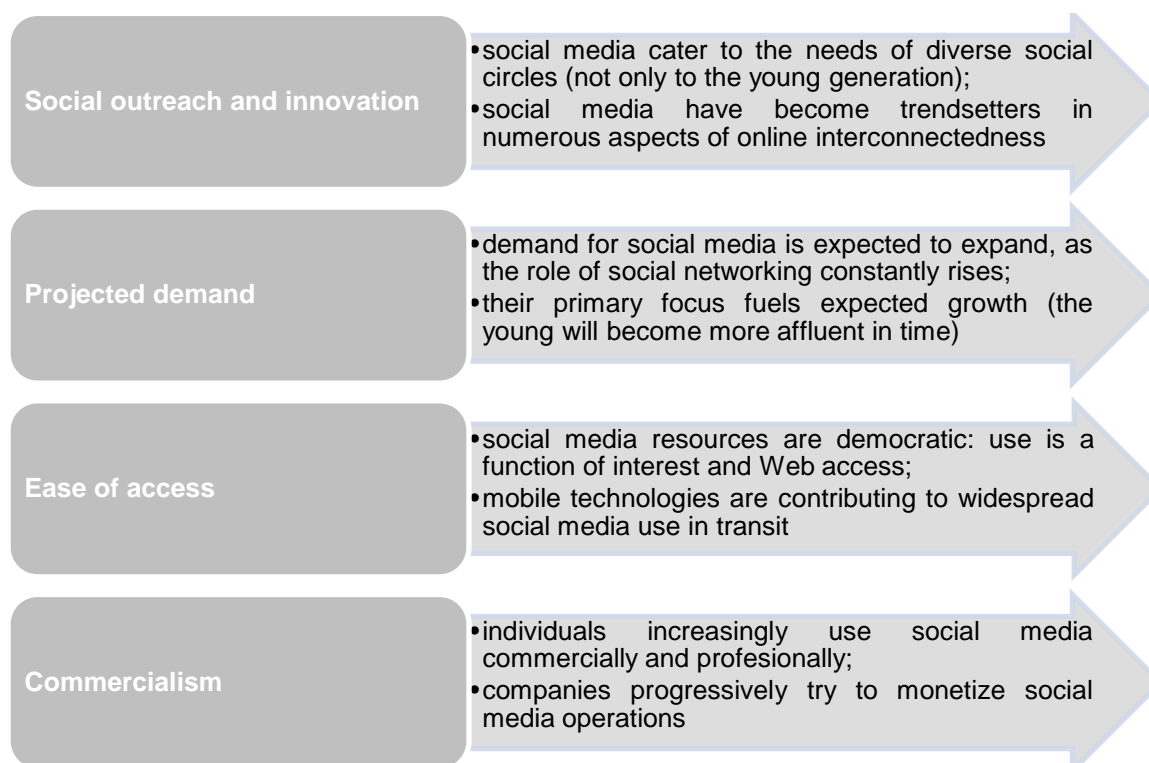 Social outreach and innovation
•social media cater to the needs of diverse social
circles (not only to the young generation);
•social media have become trendsetters in
numerous aspects of online interconnectedness
Projected demand
•demand for social media is expected to expand, as
the role of social networking constantly rises;
•their primary focus fuels expected growth (the
young will become more affluent in time)
Ease of access
•social media resources are democratic: use is a
function of interest and Web access;
•mobile technologies are contributing to widespread
social media use in transit
Commercialism
•individuals increasingly use social media
commercially and profesionally;
•companies progressively try to monetize social
media operations